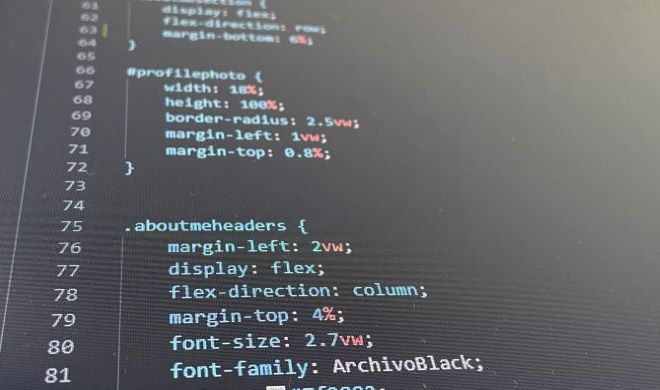 61
62 display: flex;
63 flex-direction: row;
64 margin-bottom: 6%;
65 }
66 #profilephoto {
67 width: 18%;
68 height: 100%;
69 border-radius: 2.5vw;
70 margin-left: 1vw;
71 margin-top: 0.8%;
72 }
73
74
75 .aboutmeheaders {
76 margin-left: 2vw;
77 display: flex;
78 flex-direction: column;
79 margin-top: 4%;
80 font-size: 2.7vw;
81 font-family: ArchivoBlack;